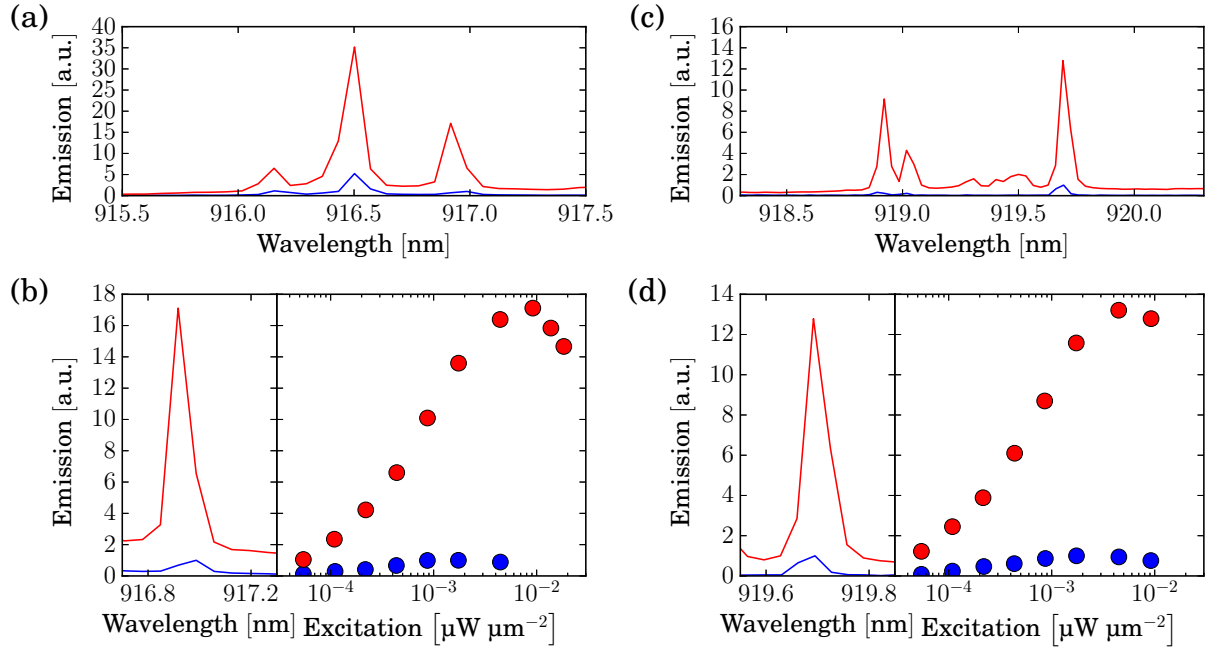 (a)
40
35
30
25
20
15
10
5
0
Emission [a.u.]
915.5 916.0 916.5 917.0 917.5
Wavelength [nm]
(c)
16
14
12
10
8
6
4
2
0
Emission [a.u.]
918.5 919.0 919.5 920.0
Wavelength [nm]
(b)
18
16
14
12
10
8
6
4
2
0
Emission [a.u.]
916.8 917.2
Wavelength [nm]
10⁻⁴ 10⁻³ 10⁻²
Excitation [µW µm⁻²]
(d)
14
12
10
8
6
4
2
0
Emission [a.u.]
919.6 919.8
Wavelength [nm]
10⁻⁴ 10⁻³ 10⁻²
Excitation [µW µm⁻²]